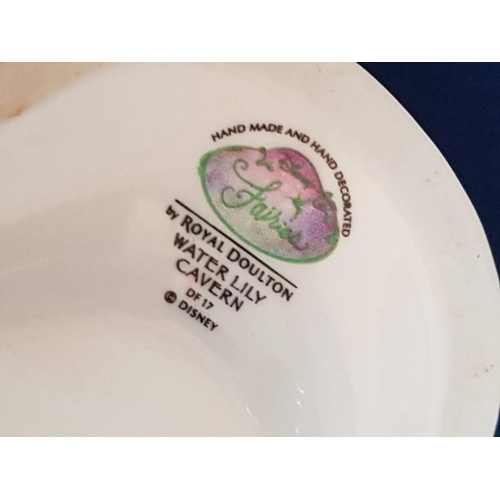 HAND MADE AND HAND DECORATED
Fairies
by ROYAL DOULTON
WATER LILY
CAVERN
DF 17
© DISNEY